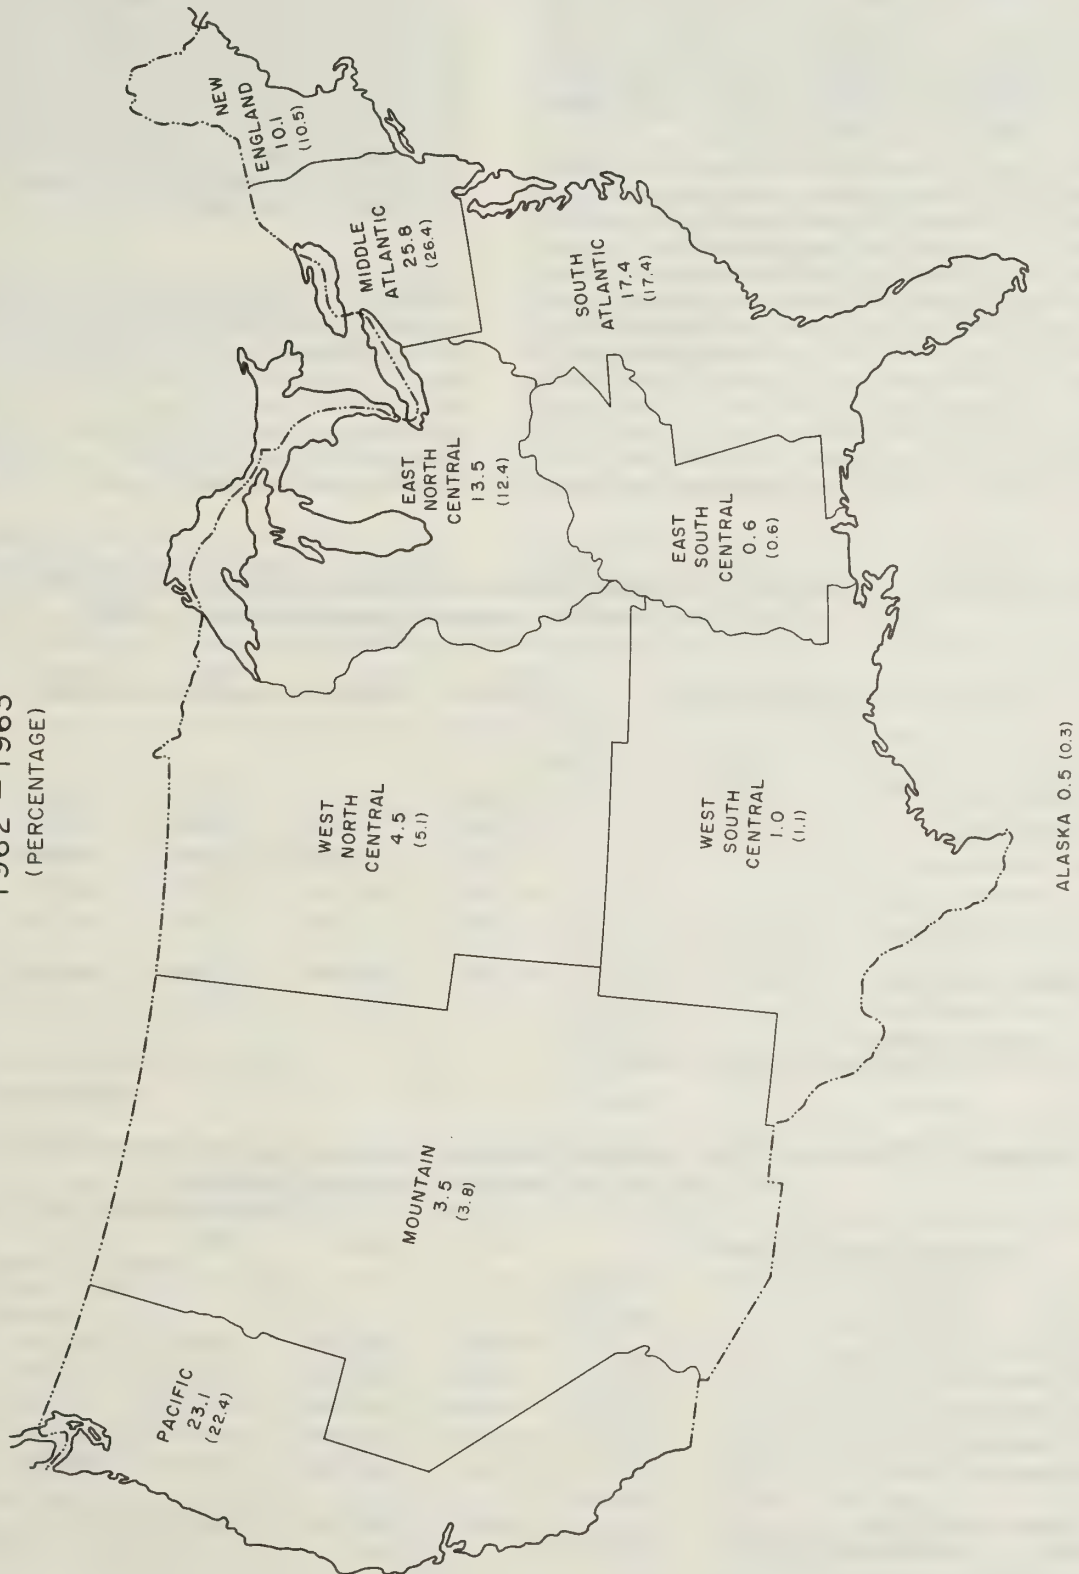 1962 – 1963
(PERCENTAGE)
PACIFIC
23.1
(22.4)
MOUNTAIN
3.5
(3.8)
WEST
NORTH
CENTRAL
4.5
(5.1)
WEST
SOUTH
CENTRAL
1.0
(1.1)
EAST
NORTH
CENTRAL
13.5
(12.4)
EAST
SOUTH
CENTRAL
0.6
(0.6)
MIDDLE
ATLANTIC
25.8
(26.4)
SOUTH
ATLANTIC
17.4
(17.4)
NEW
ENGLAND
10.1
(10.5)
ALASKA 0.5 (0.3)